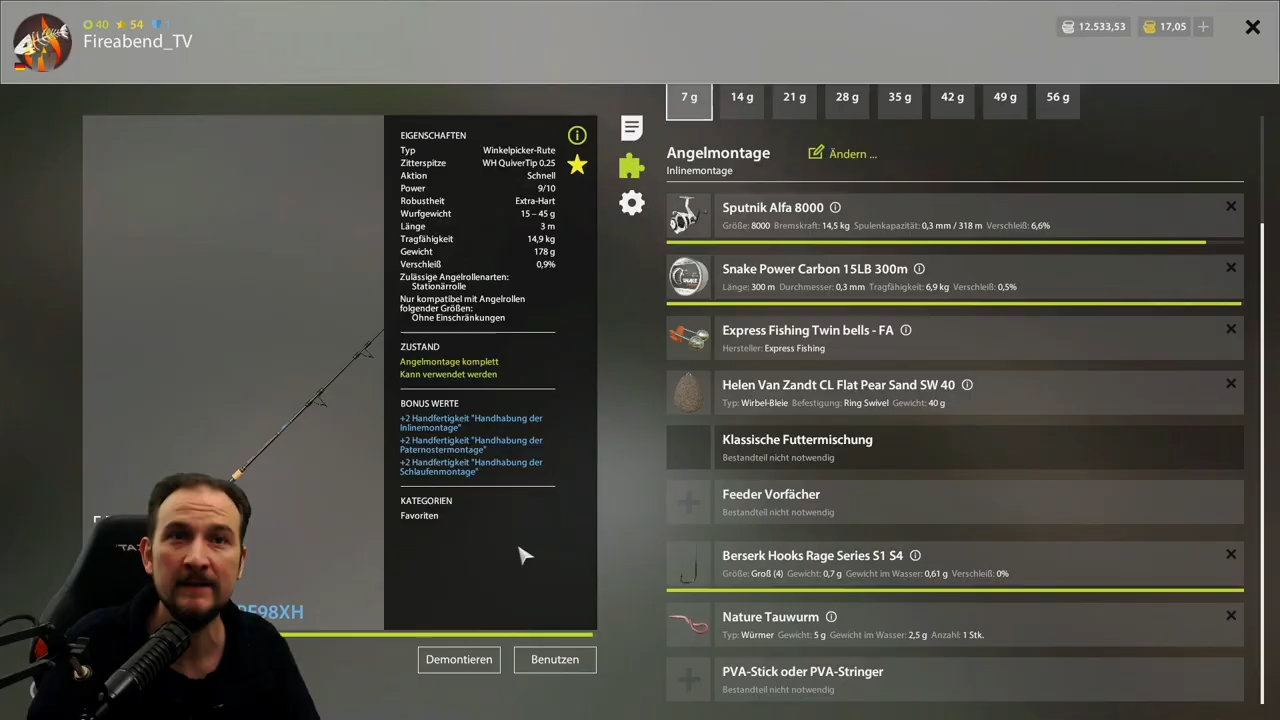 40 54
Fireabend_TV
12.533,53
17,05
7 g
14 g
21 g
28 g
35 g
42 g
49 g
56 g
EIGENSCHAFTEN
Typ Winkelpicker-Rute
Zitterspitze WH QuiverTip 0.25
Aktion Schnell
Power 9/10
Robustheit Extra-Hart
Wurfgewicht 15 – 45 g
Länge 3 m
Tragfähigkeit 14,9 kg
Gewicht 178 g
Verschleiß 0,9%
Zulässige Angelrollenarten:
Stationärrolle
Nur kompatibel mit Angelrollen
folgender Größen:
Ohne Einschränkungen
ZUSTAND
Angelmontage komplett
Kann verwendet werden
BONUS WERTE
+2 Handfertigkeit "Handhabung der
Inlinemontage"
+2 Handfertigkeit "Handhabung der
Paternostermontage"
+2 Handfertigkeit "Handhabung der
Schlaufenmontage"
KATEGORIEN
Favoriten
98XH
Demontieren
Benutzen
Angelmontage
Ändern ...
Inlinemontage
Sputnik Alfa 8000
Größe: 8000 Bremskraft: 14,5 kg Spulenkapazität: 0,3 mm / 318 m Verschleiß: 6,6%
Snake Power Carbon 15LB 300m
Länge: 300 m Durchmesser: 0,3 mm Tragfähigkeit: 6,9 kg Verschleiß: 0,5%
Express Fishing Twin bells - FA
Hersteller: Express Fishing
Helen Van Zandt CL Flat Pear Sand SW 40
Typ: Wirbel-Bleie Befestigung: Ring Swivel Gewicht: 40 g
Klassische Futtermischung
Bestandteil nicht notwendig
Feeder Vorfächer
Bestandteil nicht notwendig
Berserk Hooks Rage Series S1 S4
Größe: Groß (4) Gewicht: 0,7 g Gewicht im Wasser: 0,61 g Verschleiß: 0%
Nature Tauwurm
Typ: Würmer Gewicht: 5 g Gewicht im Wasser: 2,5 g Anzahl: 1 Stk.
PVA-Stick oder PVA-Stringer
Bestandteil nicht notwendig